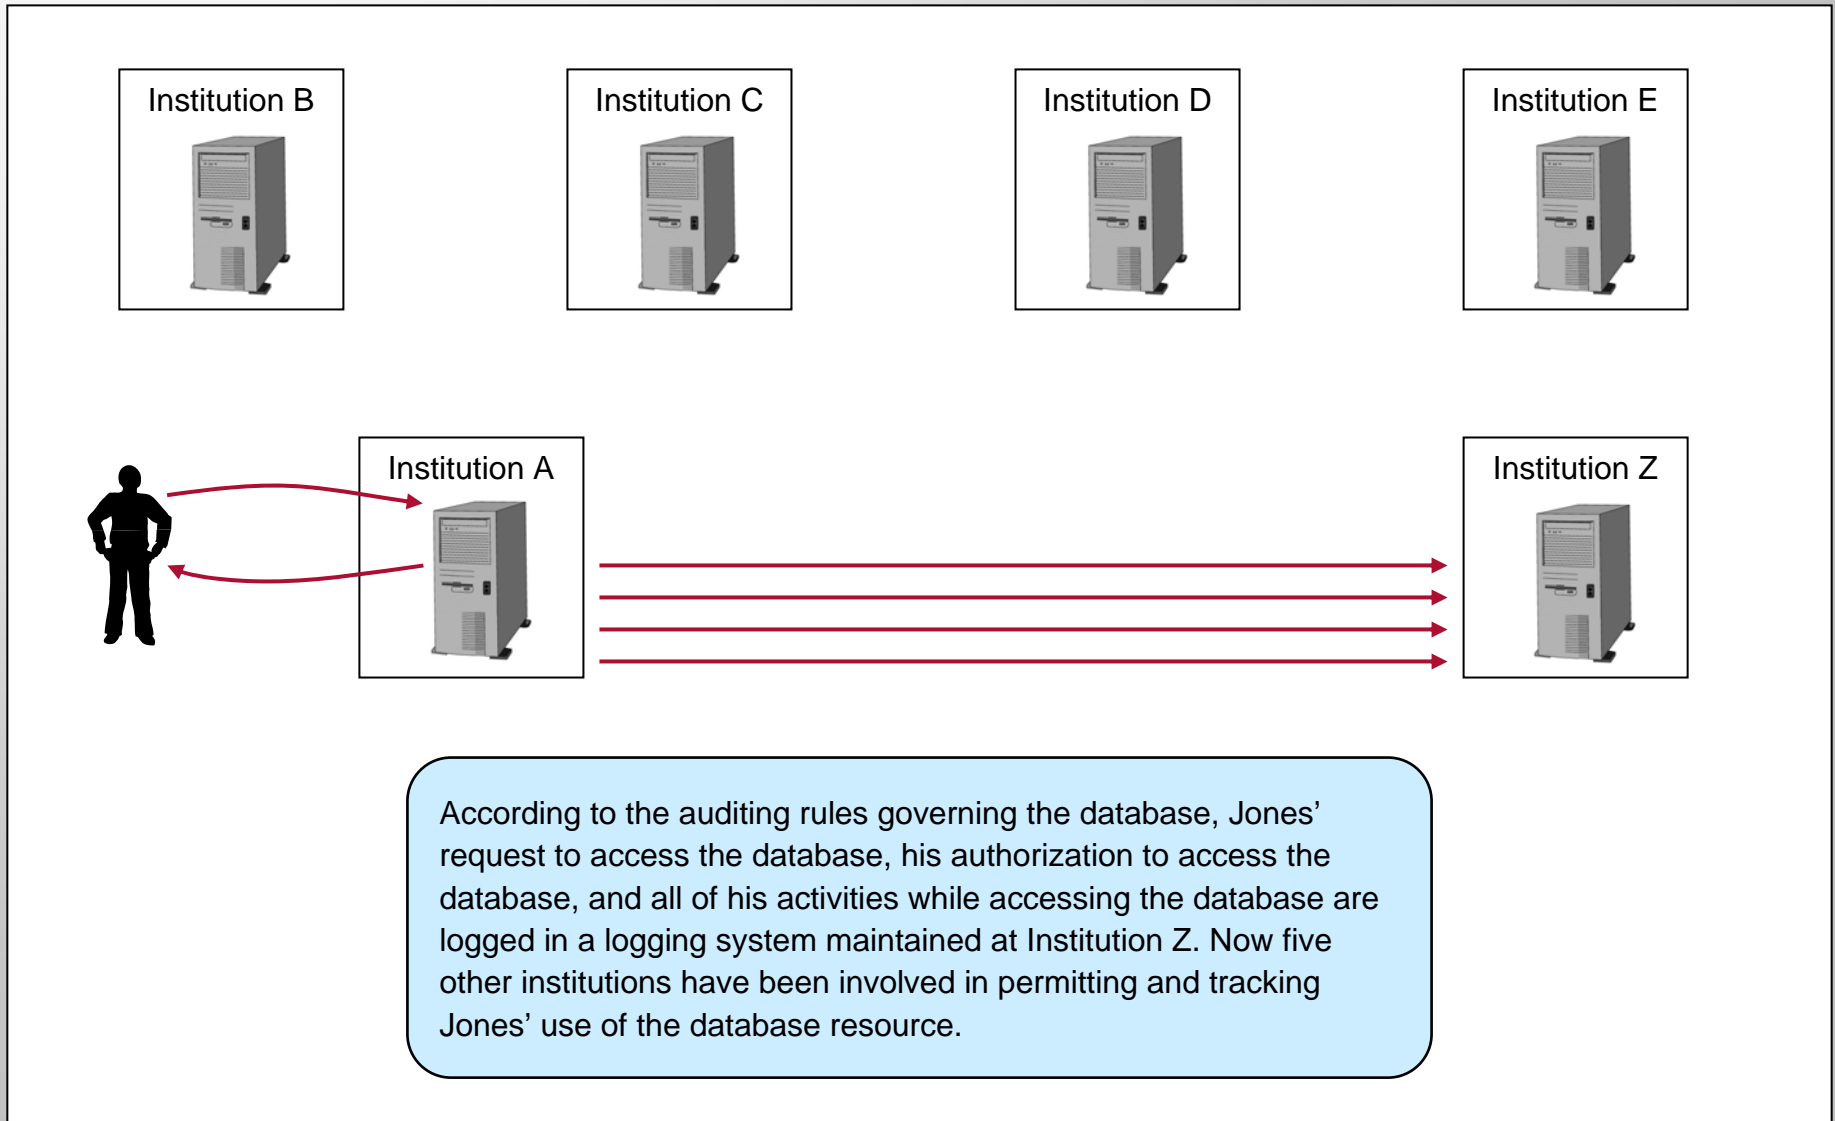 Institution B
Institution C
Institution D
Institution E
Institution A
Institution Z
According to the auditing rules governing the database, Jones’
request to access the database, his authorization to access the
database, and all of his activities while accessing the database are
logged in a logging system maintained at Institution Z. Now five
other institutions have been involved in permitting and tracking
Jones’ use of the database resource.